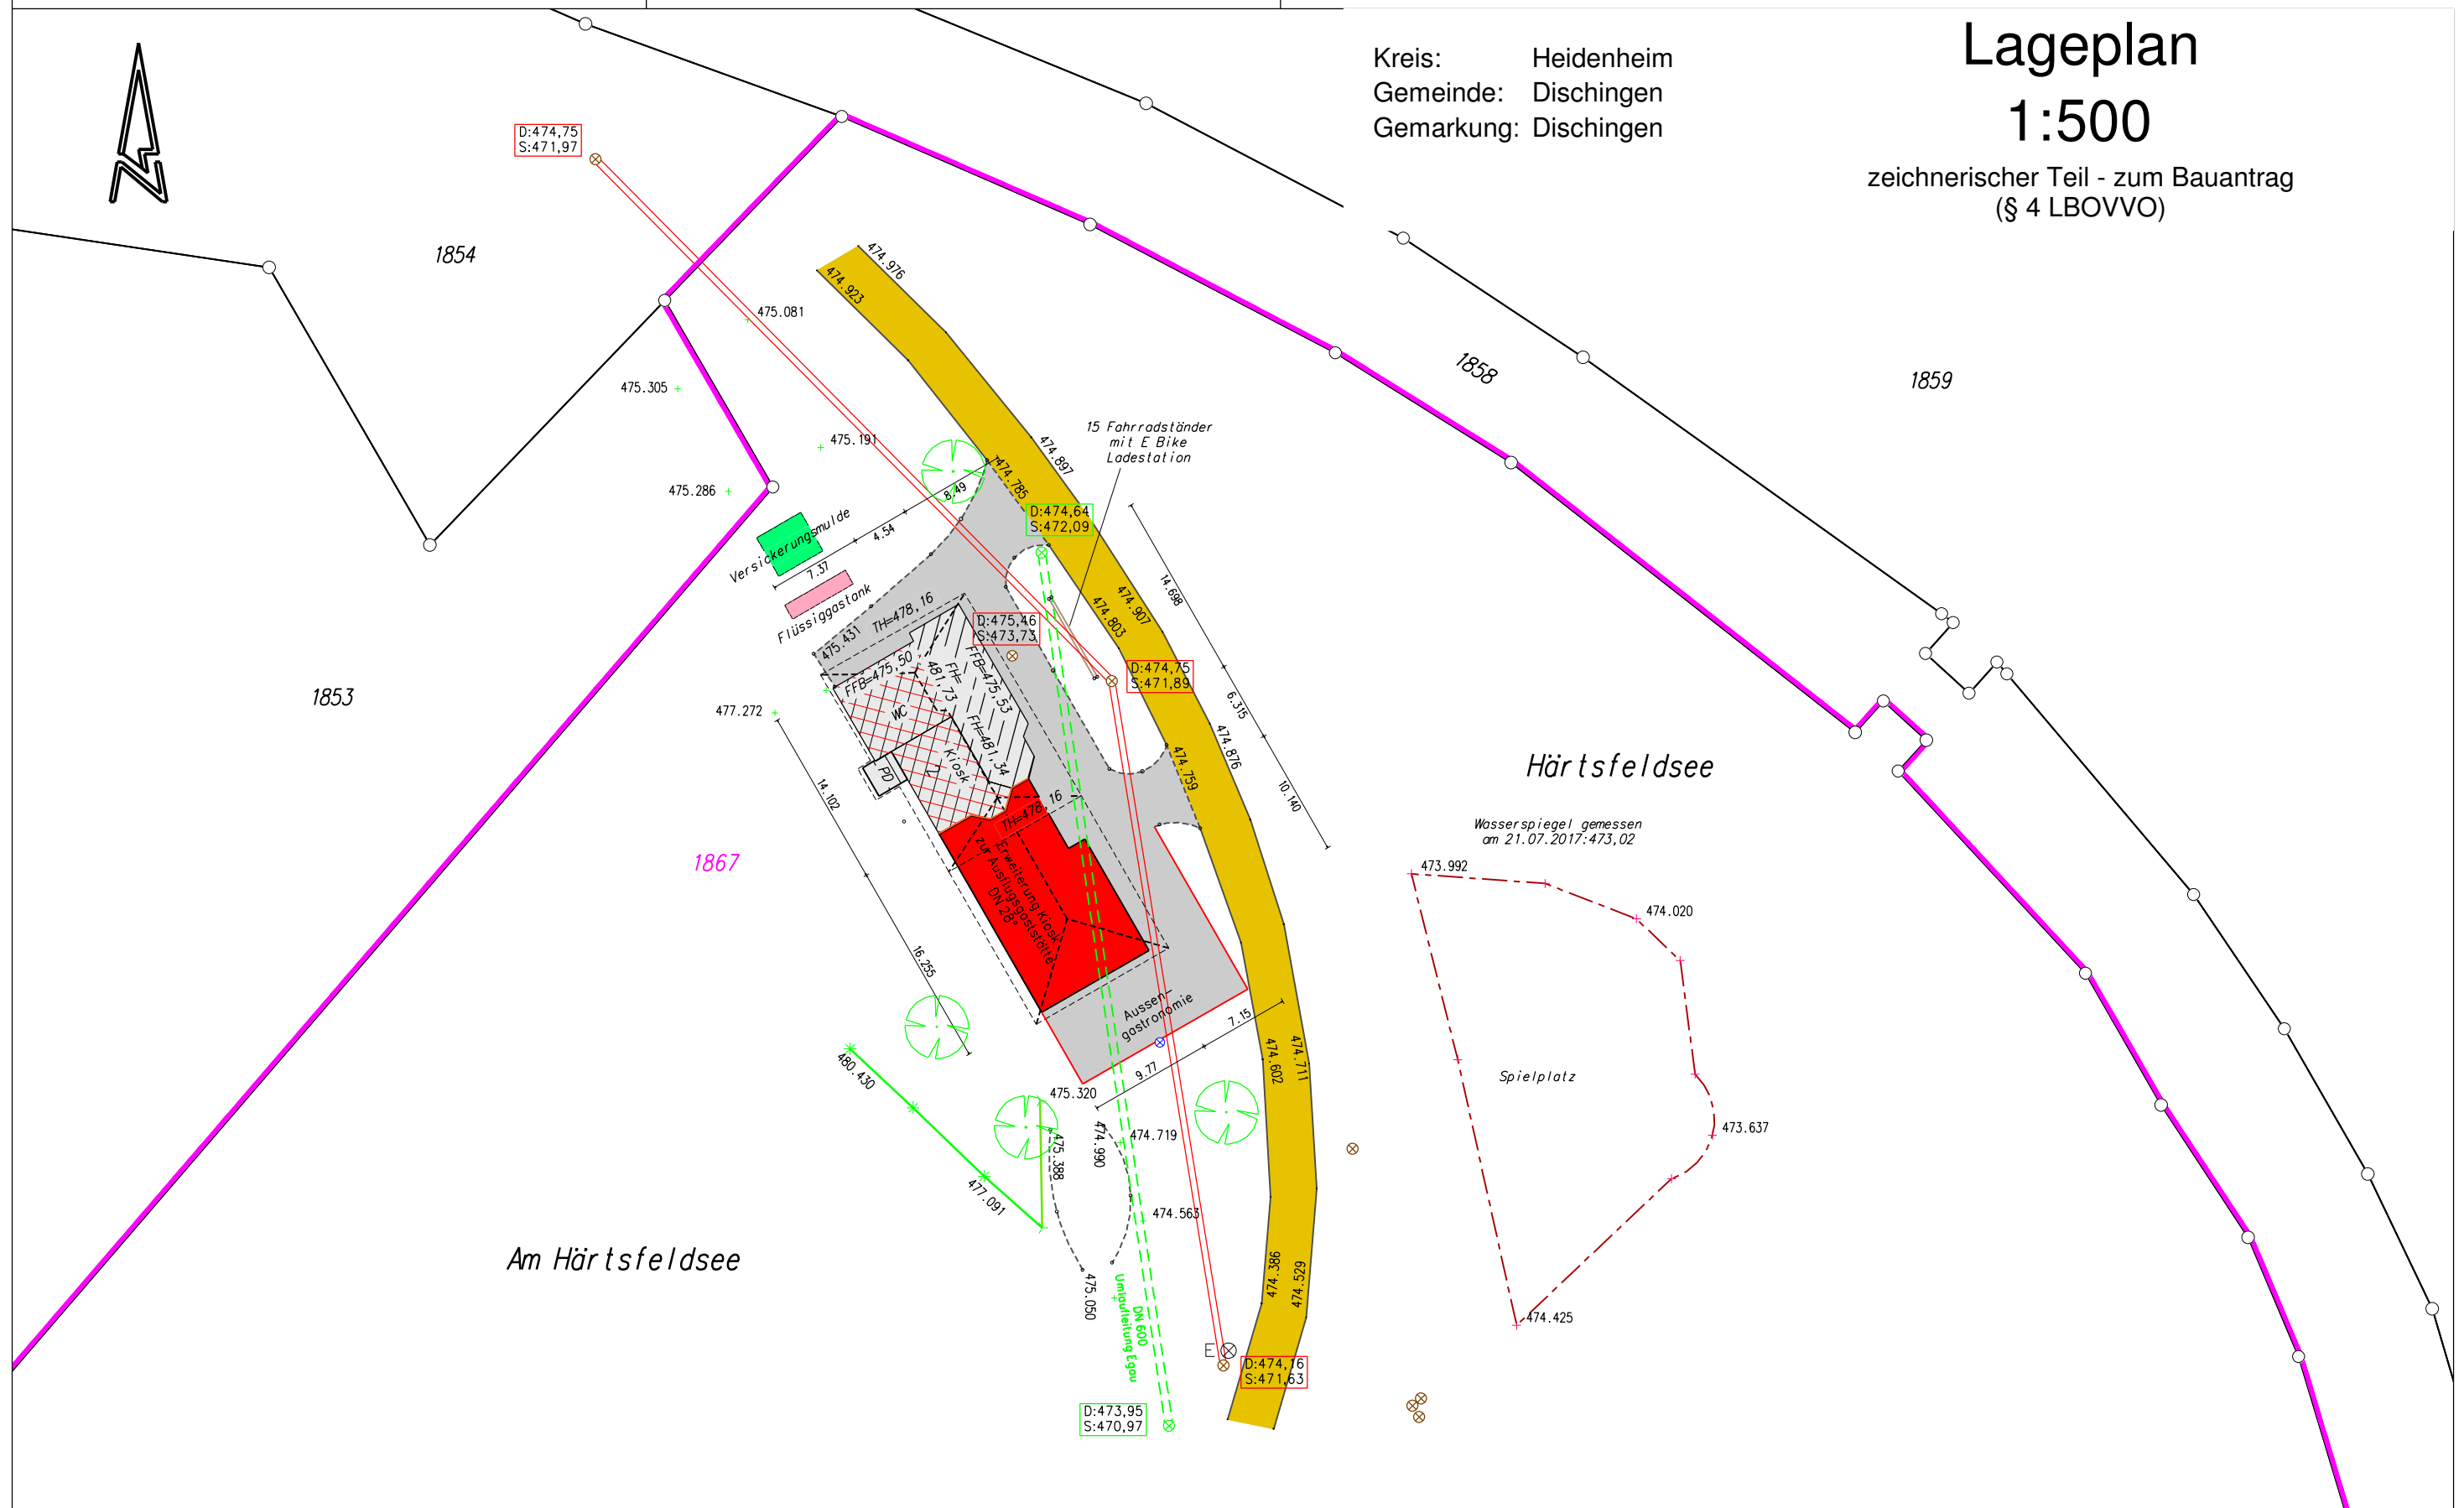 Lageplan
1:500
zeichnerischer Teil - zum Bauantrag
(§ 4 LBOVVO)
Kreis: Heidenheim
Gemeinde: Dischingen
Gemarkung: Dischingen
D:474,75
S:471,97
1854
474.976
474.923
475.081
475.305
475.191
475.286
1858
1859
15 Fahrradständer
mit E Bike
Ladestation
474.897
474.785
8.49
4.54
7.37
Versickerungsmulde
Flüssiggastank
D:474,64
S:472,09
14.698
474.907
474.803
TH=478,16
475.431
D:475,46
S:473,73
D:474,75
S:471,89
FFB=475,50
FH=
481,73
FFB=475,53
FH=481,34
WC
Kiosk
PD
1853
477.272
6.315
474.876
474.759
10.140
14.102
TH=478,16
Erweiterung Kiosk
zur Ausflugsgaststätte
DN 28°
1867
16.255
Härtsfeldsee
Wasserspiegel gemessen
am 21.07.2017:473,02
473.992
474.020
Aussen-
gastronomie
7.15
9.77
474.602
474.711
Spielplatz
480.430
475.320
475.388
474.990
474.719
473.637
477.091
474.563
Am Härtsfeldsee
475.050
474.386
474.529
474.425
DN 600
Umlaufleitung Egau
E
D:474,16
S:471,63
D:473,95
S:470,97